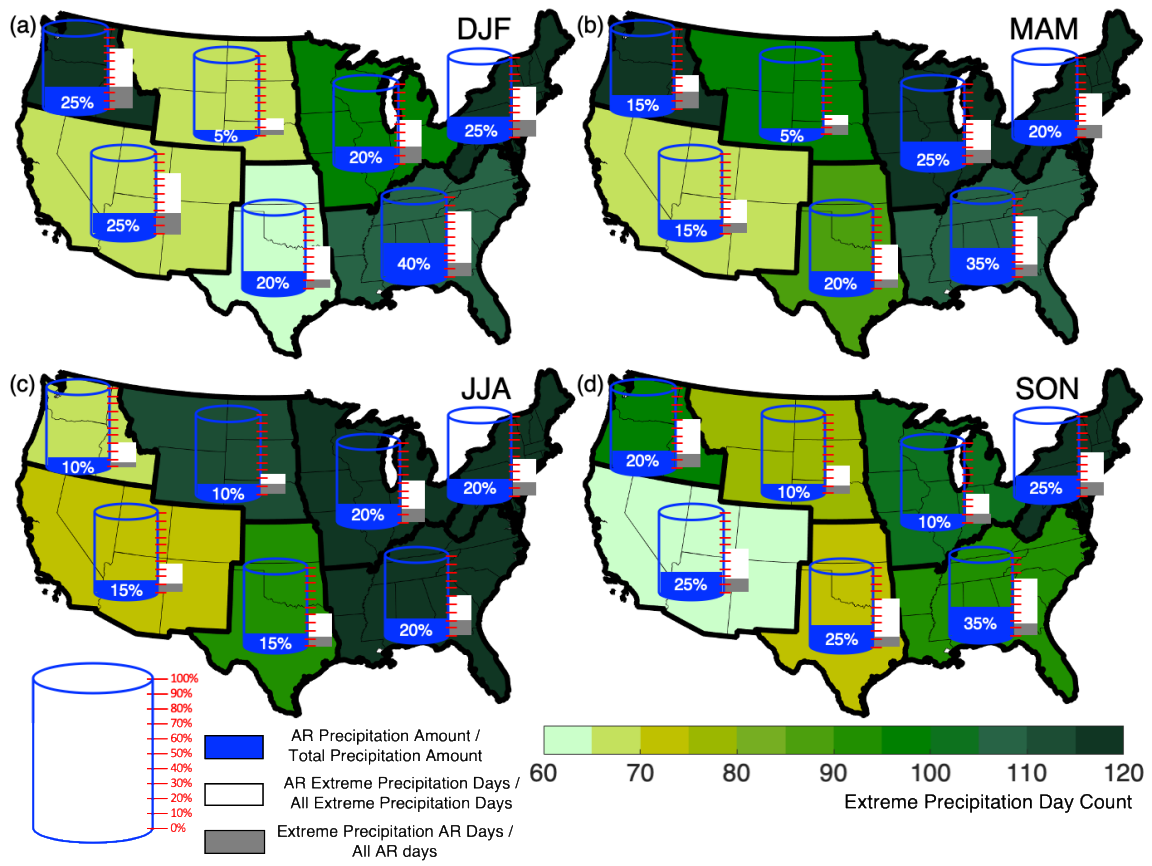 (a)
DJF
25%
5%
20%
25%
25%
20%
40%
(b)
MAM
15%
5%
25%
20%
15%
20%
35%
(c)
JJA
10%
10%
20%
20%
15%
15%
20%
(d)
SON
20%
10%
10%
25%
25%
25%
35%
100%
90%
80%
70%
60%
50%
40%
30%
20%
10%
0%
AR Precipitation Amount /
Total Precipitation Amount
AR Extreme Precipitation Days /
All Extreme Precipitation Days
Extreme Precipitation AR Days /
All AR days
60 70 80 90 100 110 120
Extreme Precipitation Day Count